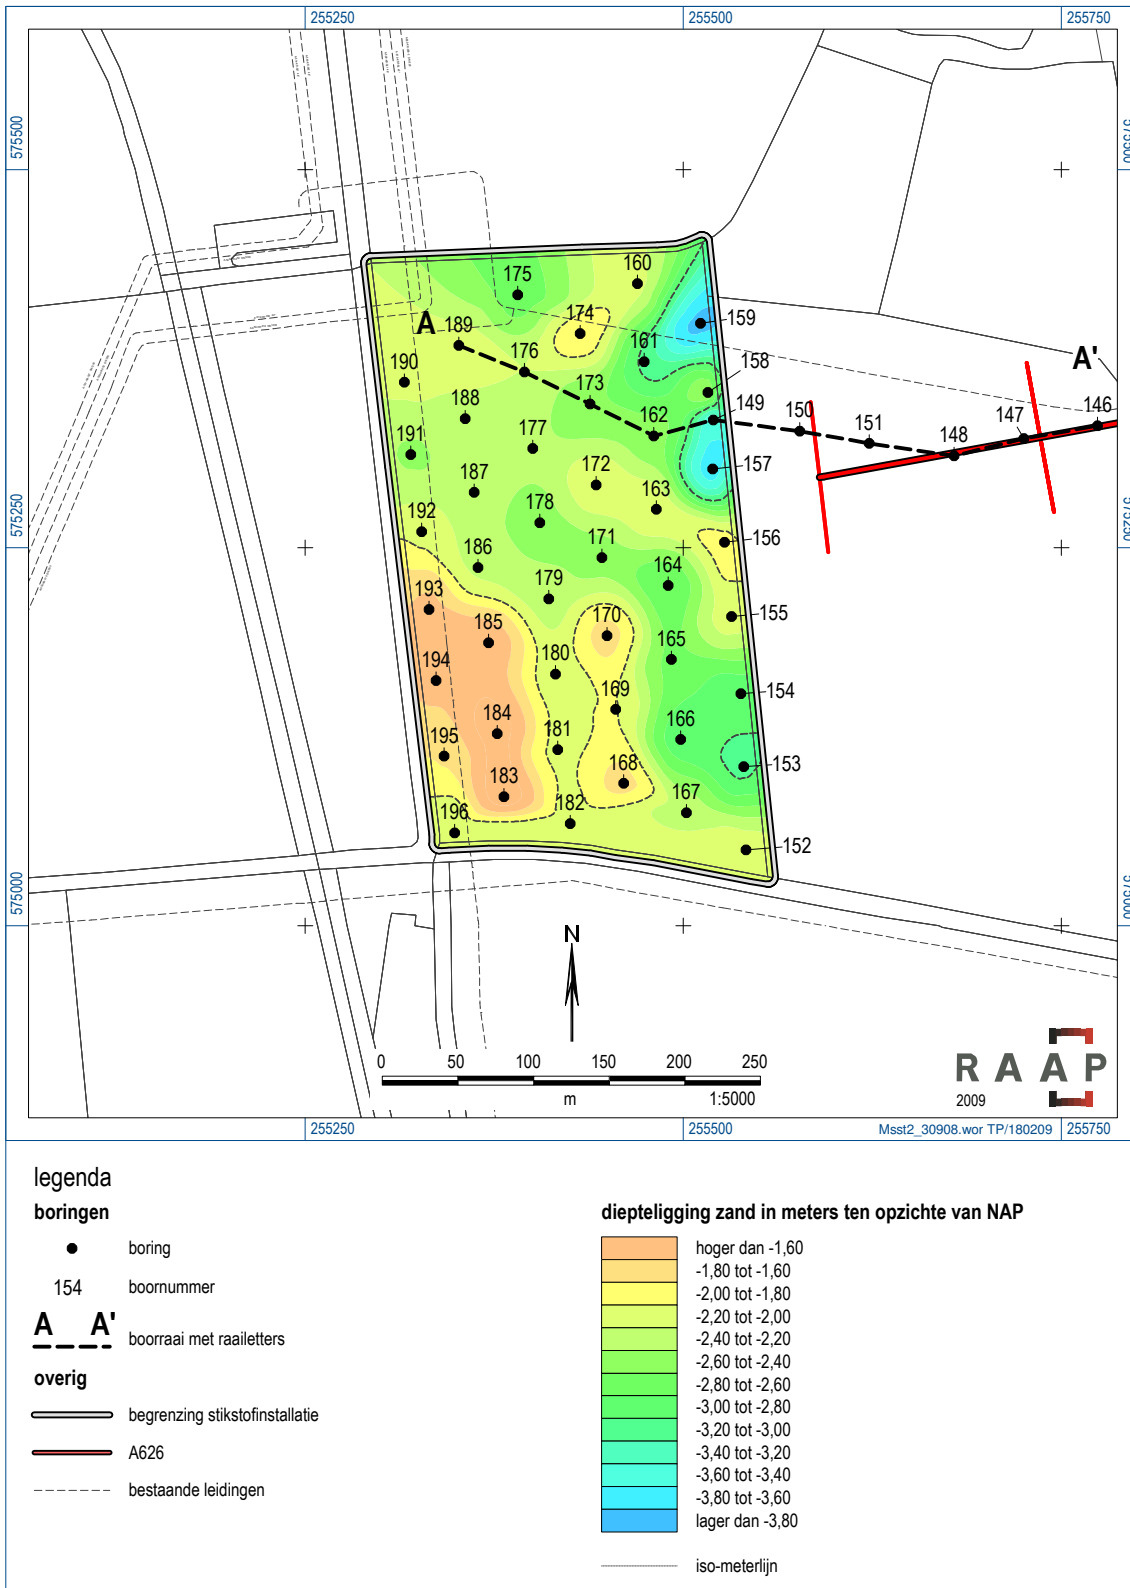 255250
255500
255750
575500
575500
575250
575250
575000
575000
175
160
174
159
A
189
161
190
176
158
A'
173
188
149
162
150
151
147
146
148
191
177
157
187
172
163
192
178
156
186
171
164
193
179
155
185
170
165
194
180
154
169
184
166
195
181
153
183
168
167
196
182
152
N
0 50 100 150 200 250
m 1:5000
RAAP
2009
255250
255500
Msst2_30908.wor TP/180209
255750
legenda
boringen
boring
154 boornummer
A A' boorraai met raailetters
overig
begrenzing stikstofinstallatie
A626
bestaande leidingen
diepteligging zand in meters ten opzichte van NAP
hoger dan -1,60
-1,80 tot -1,60
-2,00 tot -1,80
-2,20 tot -2,00
-2,40 tot -2,20
-2,60 tot -2,40
-2,80 tot -2,60
-3,00 tot -2,80
-3,20 tot -3,00
-3,40 tot -3,20
-3,60 tot -3,40
-3,80 tot -3,60
lager dan -3,80
iso-meterlijn